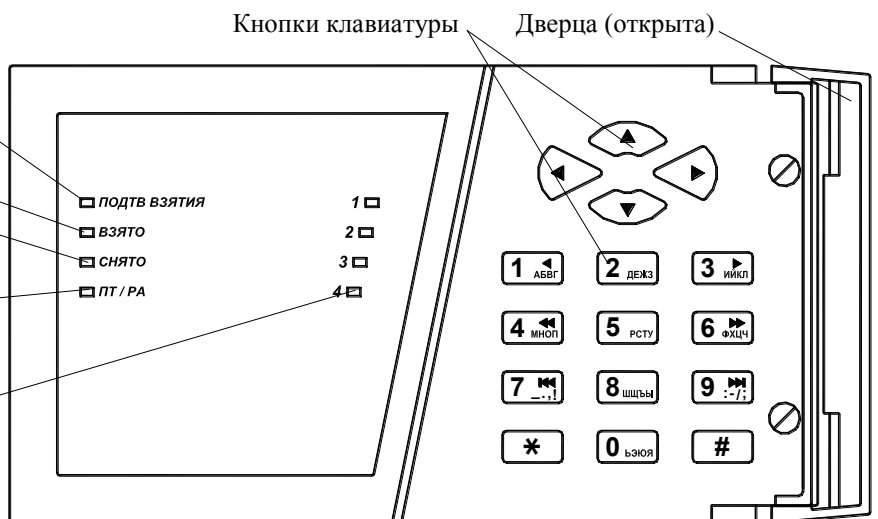 Кнопки клавиатуры Дверца (открыта)
ПОДТВ ВЗЯТИЯ 1
ВЗЯТО 2
СНЯТО 3
ПТ / РА 4
1 АБВГ 2 ДЕЖЗ 3 ИЙКЛ
4 МНОП 5 РСТУ 6 ФХЦЧ
7 _.,! 8 ШЩЪЫ 9 :-/;
* 0 ЬЭЮЯ #